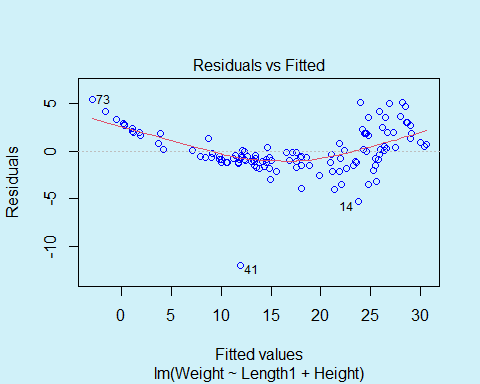 Residuals vs Fitted
Residuals
5
0
-5
-10
73
14
41
0 5 10 15 20 25 30
Fitted values
lm(Weight ~ Length1 + Height)